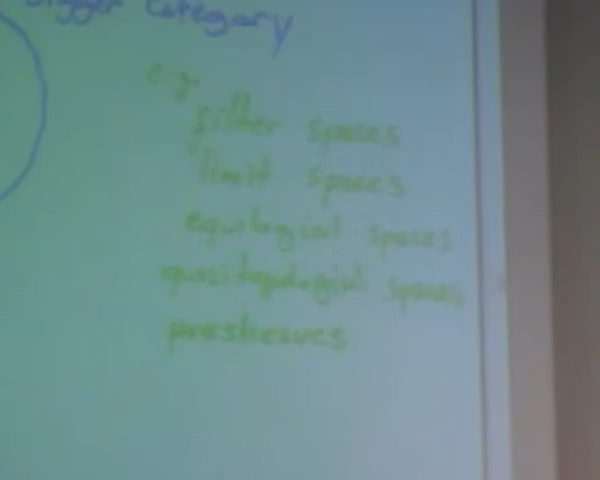 Bigger Category
e.g.
filter spaces
limit spaces
equilogical spaces
quasitopological spaces
presheaves